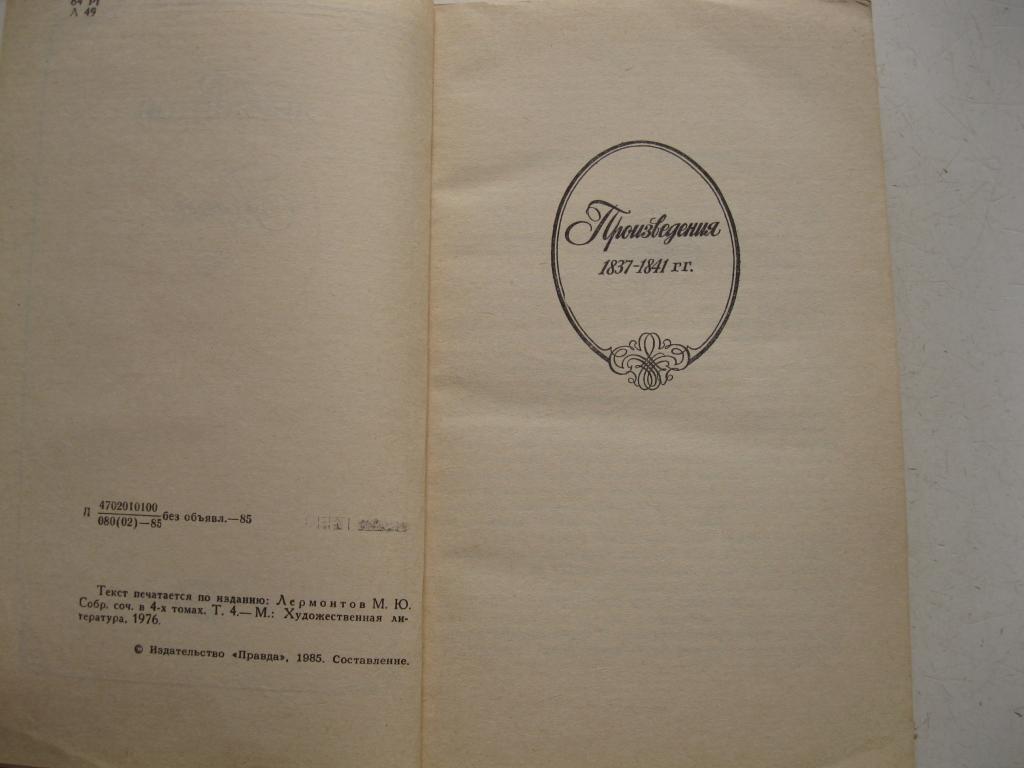 84 Р1
Л 49
П 4702010100
080(02)—85 без объявл.—85
Текст печатается по изданию: Лермонтов М. Ю.
Собр. соч. в 4-х томах. Т. 4.— М.: Художественная ли-
тература, 1976.
© Издательство «Правда», 1985. Составление.
Произведения
1837-1841 гг.